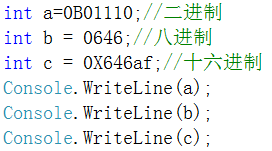 int a=0B01110;//二进制
int b = 0646;//八进制
int c = 0X646af;//十六进制
Console.WriteLine(a);
Console.WriteLine(b);
Console.WriteLine(c);